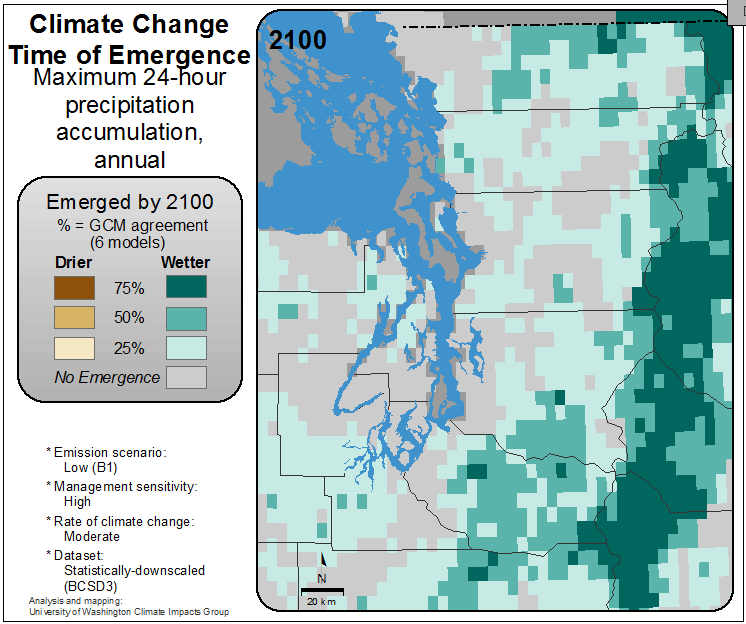 Climate Change
Time of Emergence
Maximum 24-hour
precipitation
accumulation,
annual
Emerged by 2100
% = GCM agreement
(6 models)
Drier Wetter
75%
50%
25%
No Emergence
* Emission scenario:
Low (B1)
* Management sensitivity:
High
* Rate of climate change:
Moderate
* Dataset:
Statistically-downscaled
(BCSD3)
Analysis and mapping:
University of Washington Climate Impacts Group
2100
N
20 km